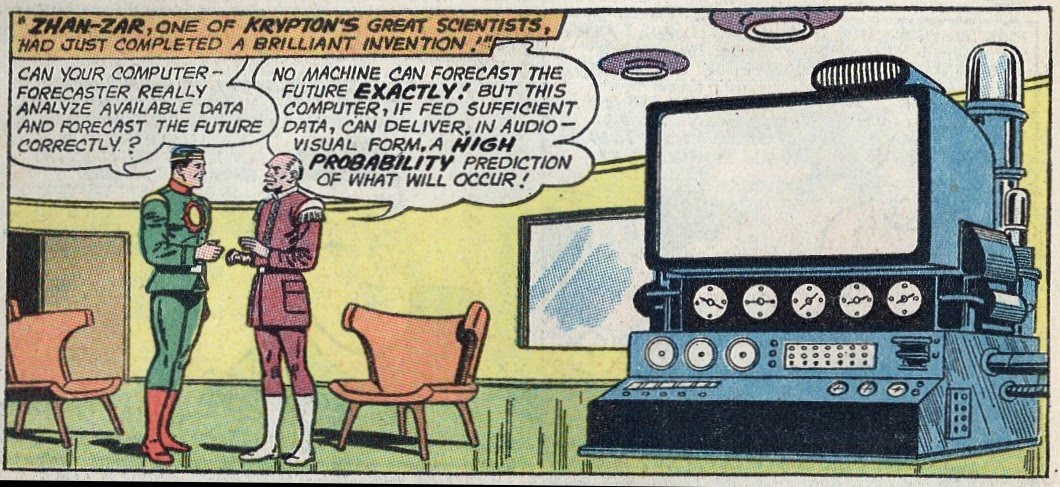 "ZHAN-ZAR, ONE OF KRYPTON'S GREAT SCIENTISTS,
HAD JUST COMPLETED A BRILLIANT INVENTION!"
CAN YOUR COMPUTER-
FORECASTER REALLY
ANALYZE AVAILABLE DATA
AND FORECAST THE FUTURE
CORRECTLY?
NO MACHINE CAN FORECAST THE
FUTURE EXACTLY! BUT THIS
COMPUTER, IF FED SUFFICIENT
DATA, CAN DELIVER, IN AUDIO-
VISUAL FORM, A HIGH
PROBABILITY PREDICTION
OF WHAT WILL OCCUR!